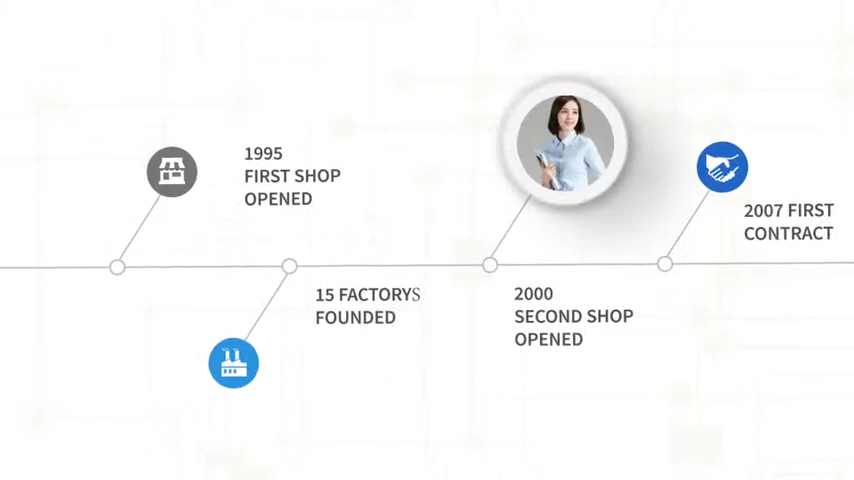 1995
FIRST SHOP
OPENED
15 FACTORYS
FOUNDED
2000
SECOND SHOP
OPENED
2007 FIRST
CONTRACT